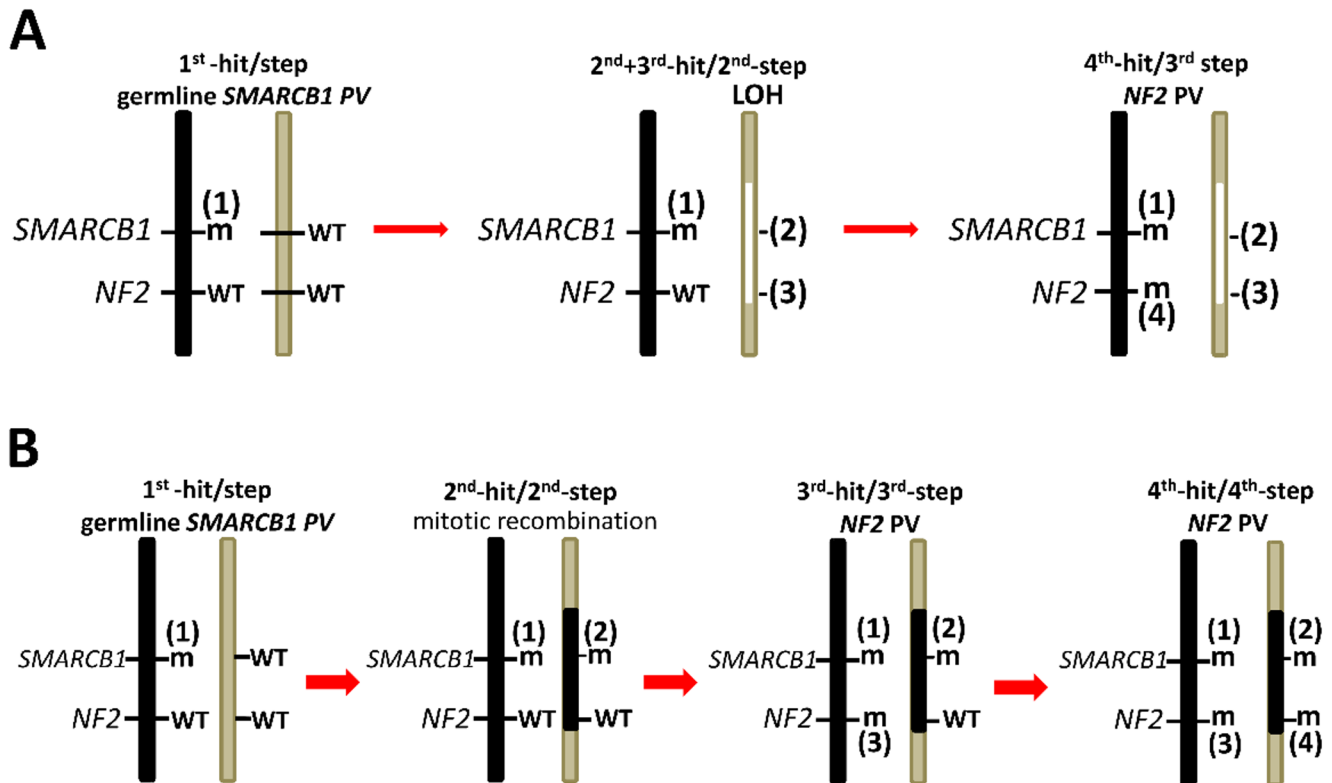 A
1st -hit/step
germline SMARCB1 PV
2nd+3rd-hit/2nd-step
LOH
4th-hit/3rd step
NF2 PV
(1)
SMARCB1 m WT
NF2 WT WT
(1)
SMARCB1 m -(2)
NF2 WT -(3)
(1)
SMARCB1 m -(2)
NF2 m -(3)
(4)
B
1st -hit/step
germline SMARCB1 PV
2nd-hit/2nd-step
mitotic recombination
3rd-hit/3rd-step
NF2 PV
4th-hit/4th-step
NF2 PV
(1)
SMARCB1 m WT
NF2 WT WT
(1) (2)
SMARCB1 m m
NF2 WT WT
(1) (2)
SMARCB1 m m
NF2 m WT
(3)
(1) (2)
SMARCB1 m m
NF2 m m
(3) (4)